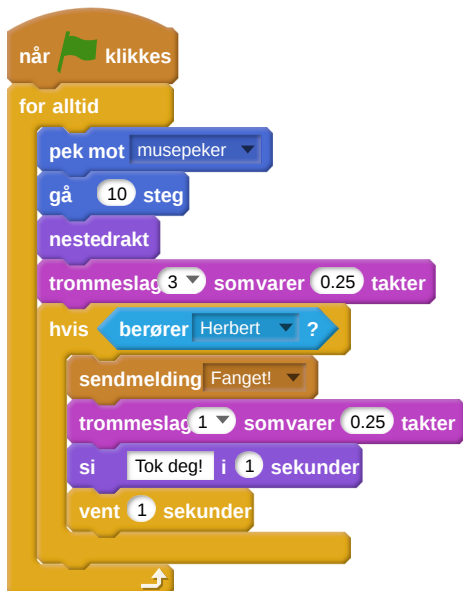 når klikkes
for alltid
pek mot musepeker
gå 10 steg
nestedrakt
trommeslag 3 somvarer 0.25 takter
hvis berører Herbert ?
sendmelding Fanget!
trommeslag 1 somvarer 0.25 takter
si Tok deg! i 1 sekunder
vent 1 sekunder